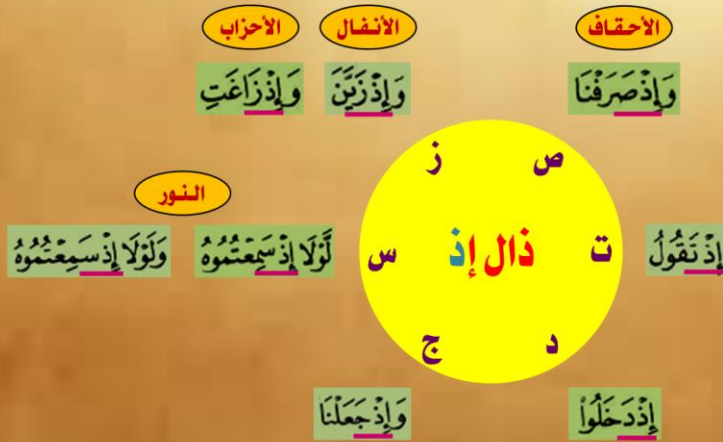 الأحقاف الأنفال الأحزاب
وَإِذْ صَرَفْنَا وَإِذْ زَيَّنَ وَإِذْ زَاغَتِ
ص ز
النور
إِذْ تَقُولُ ت ذال إذ س لَّوْلَا إِذْ سَمِعْتُمُوهُ وَلَوْلَا إِذْ سَمِعْتُمُوهُ
د ج
إِذْ دَخَلُوا۟ وَإِذْ جَعَلْنَا